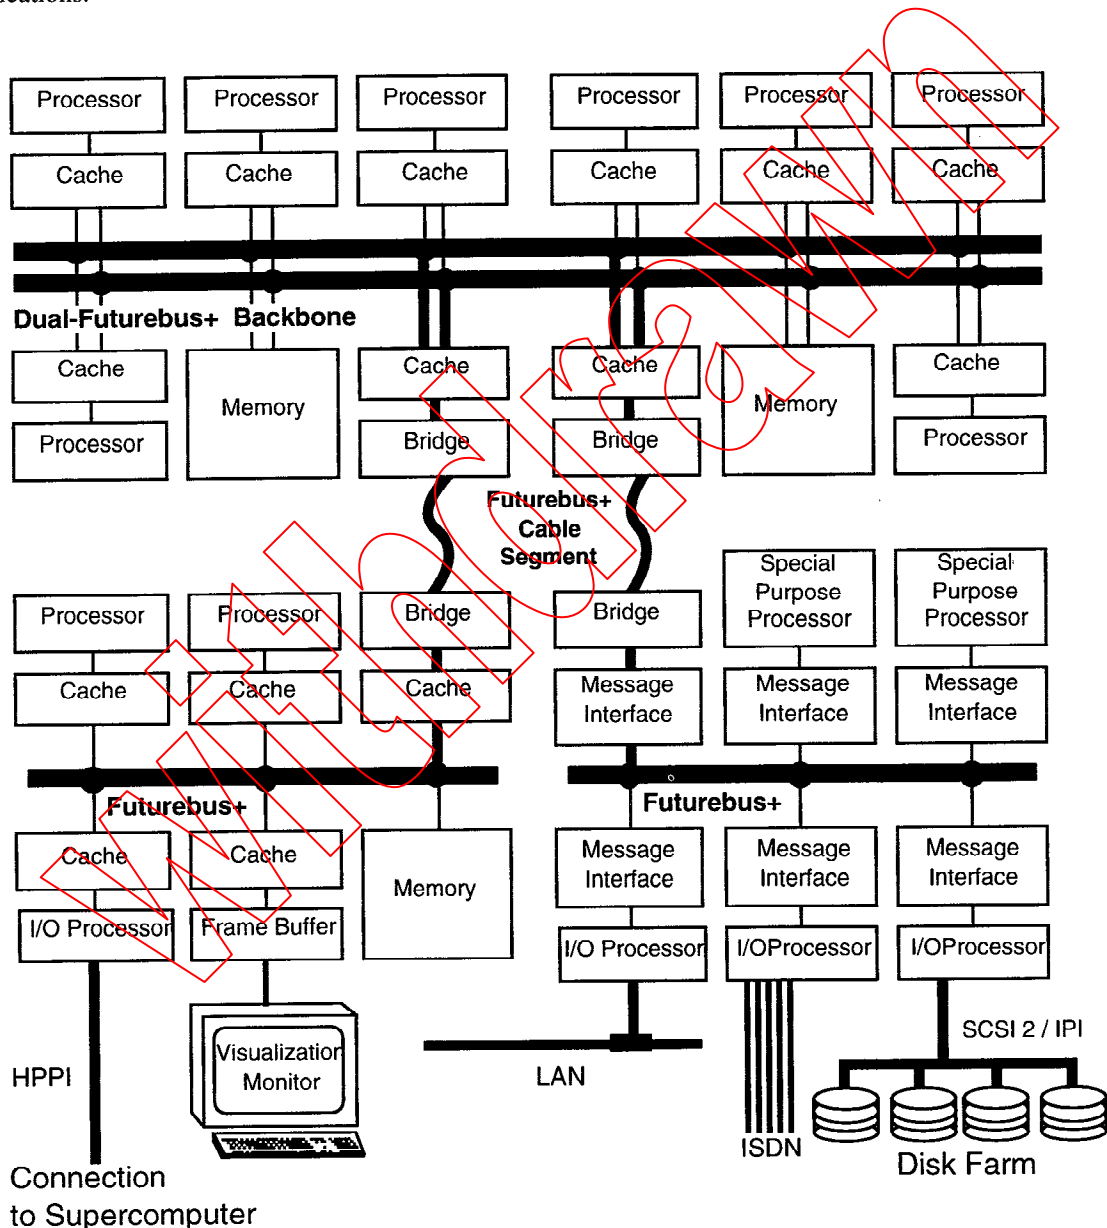 Processor Processor Processor Processor Processor Processor
Cache Cache Cache Cache Cache Cache
Dual-Futurebus+ Backbone
Cache Memory Cache Cache Memory Cache
Processor Bridge Bridge Processor
Futurebus+
Cable
Segment
Processor Processor Bridge Bridge
Special
Purpose
Processor
Special
Purpose
Processor
Cache Cache Cache
Message
Interface
Message
Interface
Message
Interface
Futurebus+ Futurebus+
Cache Cache Memory
Message
Interface
Message
Interface
Message
Interface
I/O Processor Frame Buffer I/O Processor I/OProcessor I/OProcessor
SCSI 2 / IPI
Visualization
Monitor
HPPI
LAN
ISDN
Disk Farm
Connection
to Supercomputer
Withdrawn